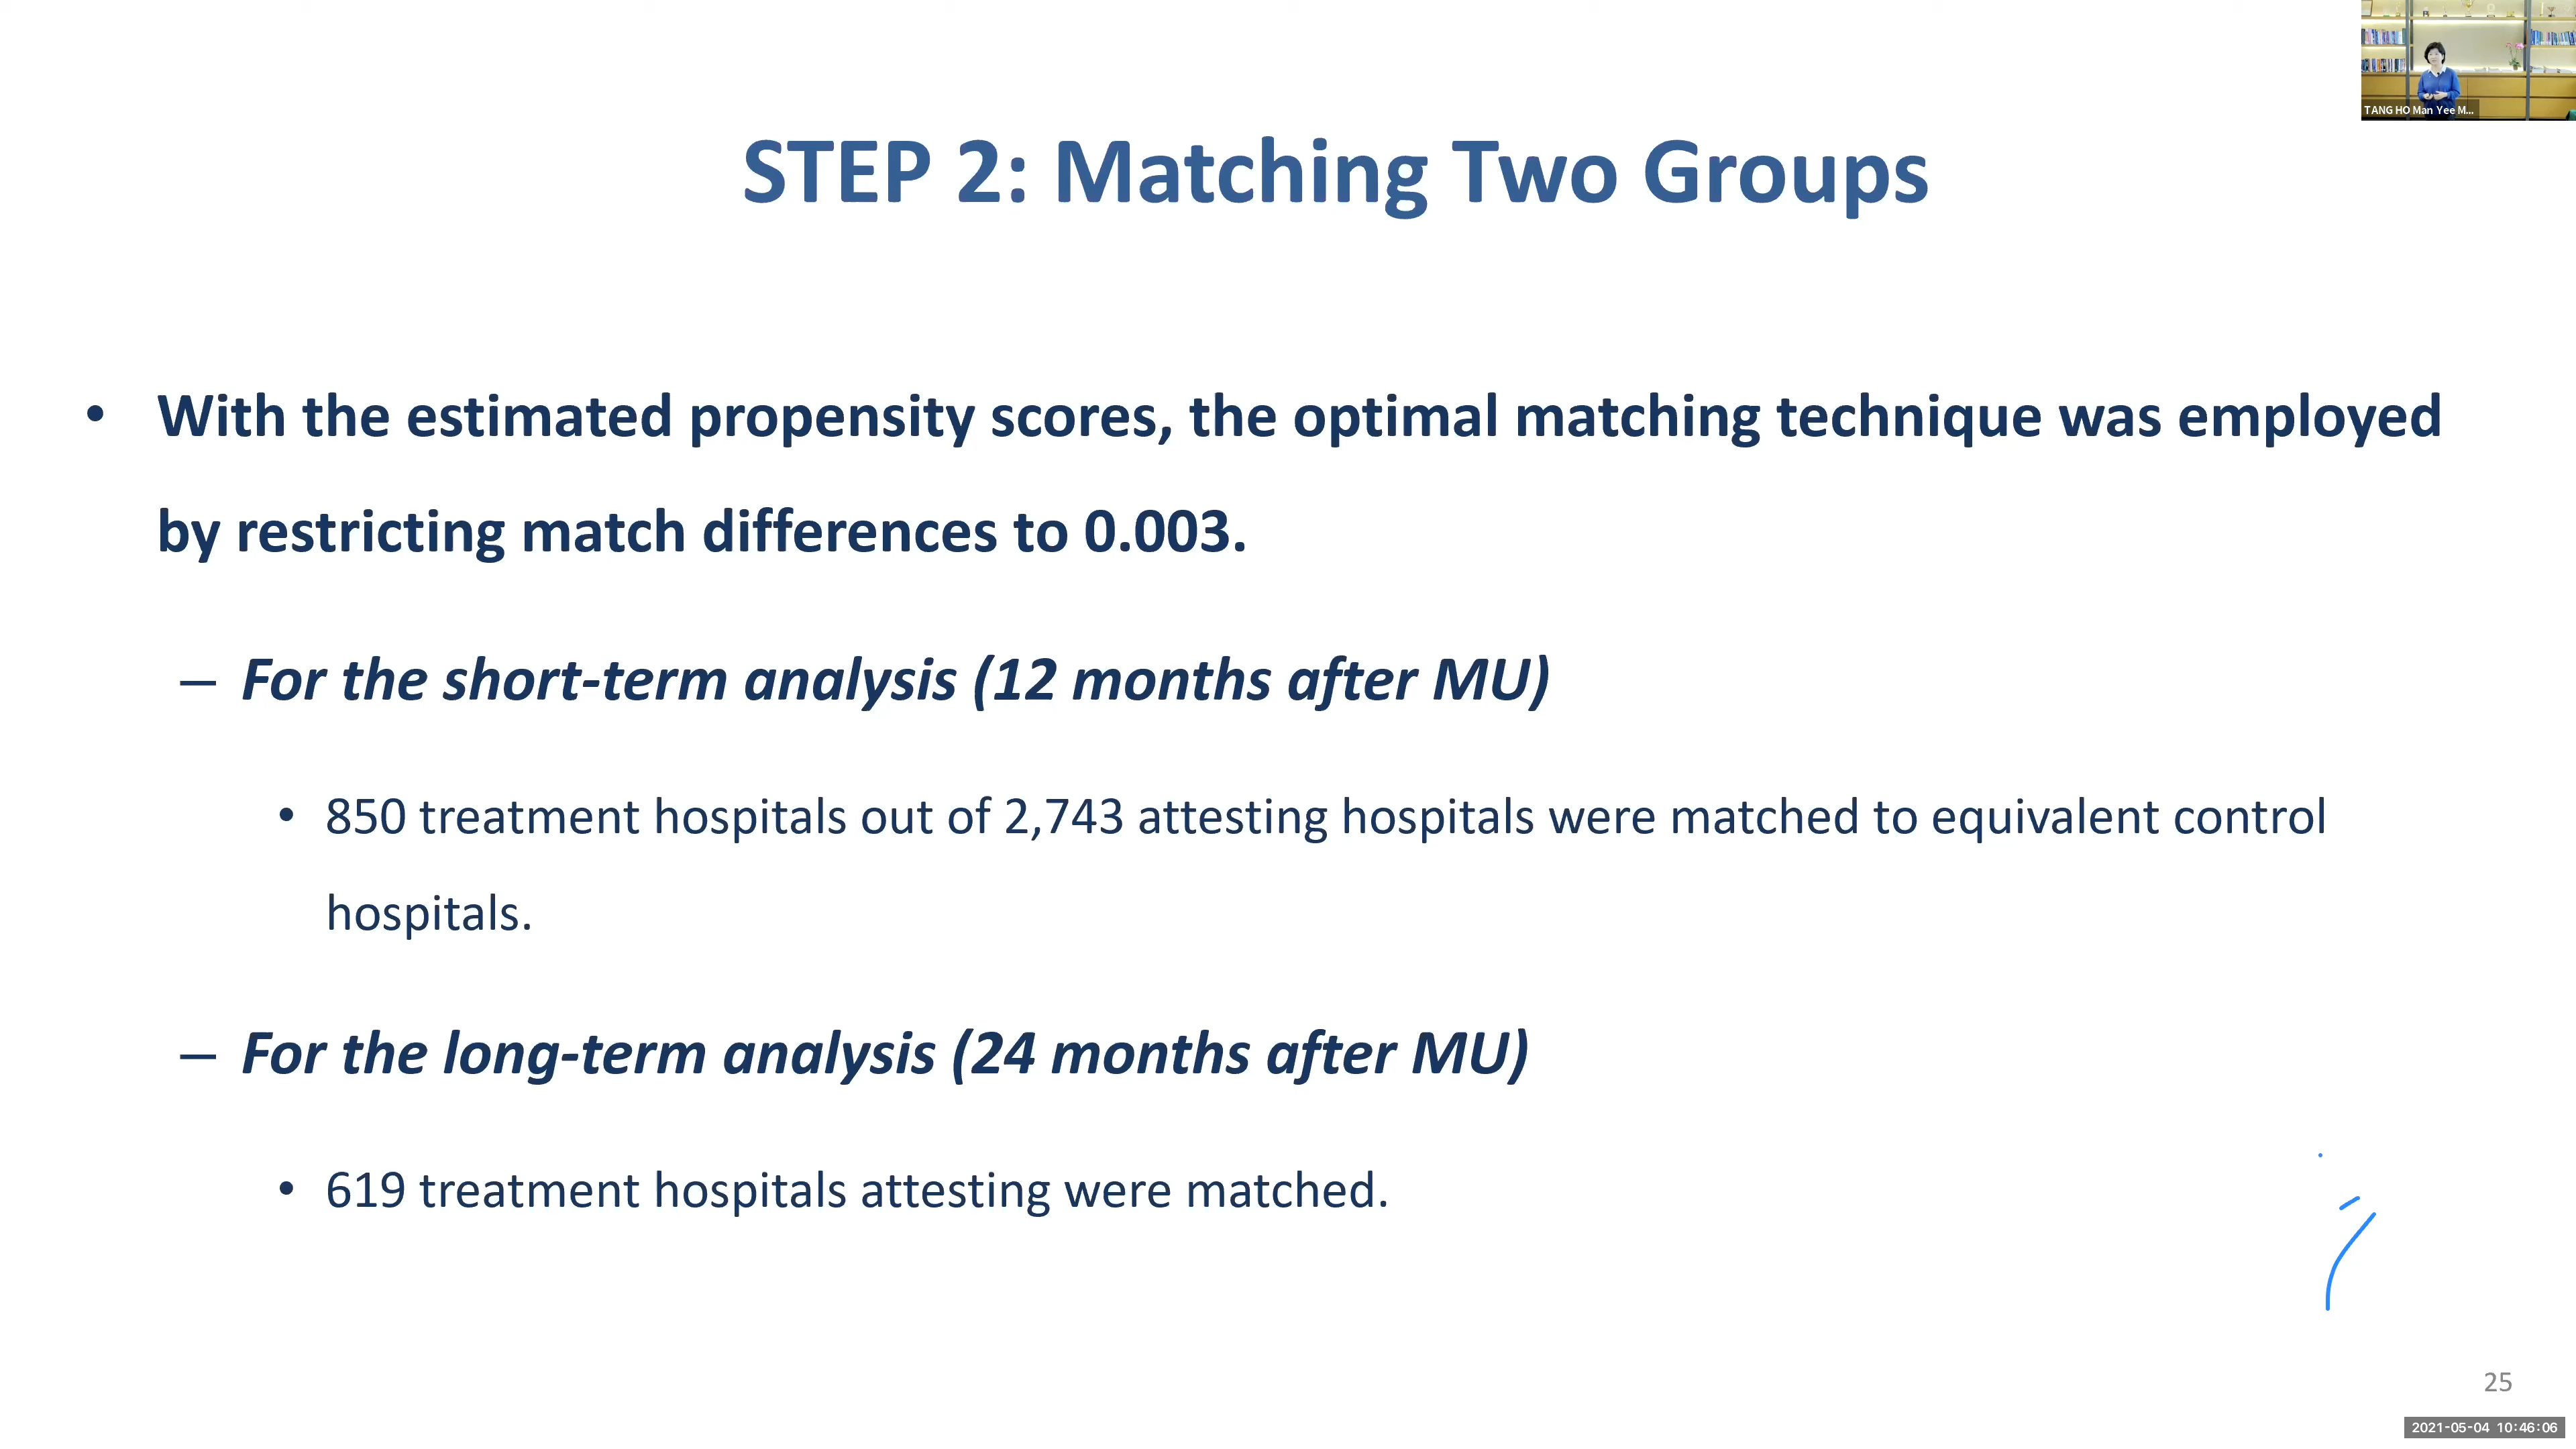 TANG HO Man Yee M...
STEP 2: Matching Two Groups
• With the estimated propensity scores, the optimal matching technique was employed
by restricting match differences to 0.003.
– For the short-term analysis (12 months after MU)
• 850 treatment hospitals out of 2,743 attesting hospitals were matched to equivalent control
hospitals.
– For the long-term analysis (24 months after MU)
• 619 treatment hospitals attesting were matched.
25
2021-05-04 10:46:06